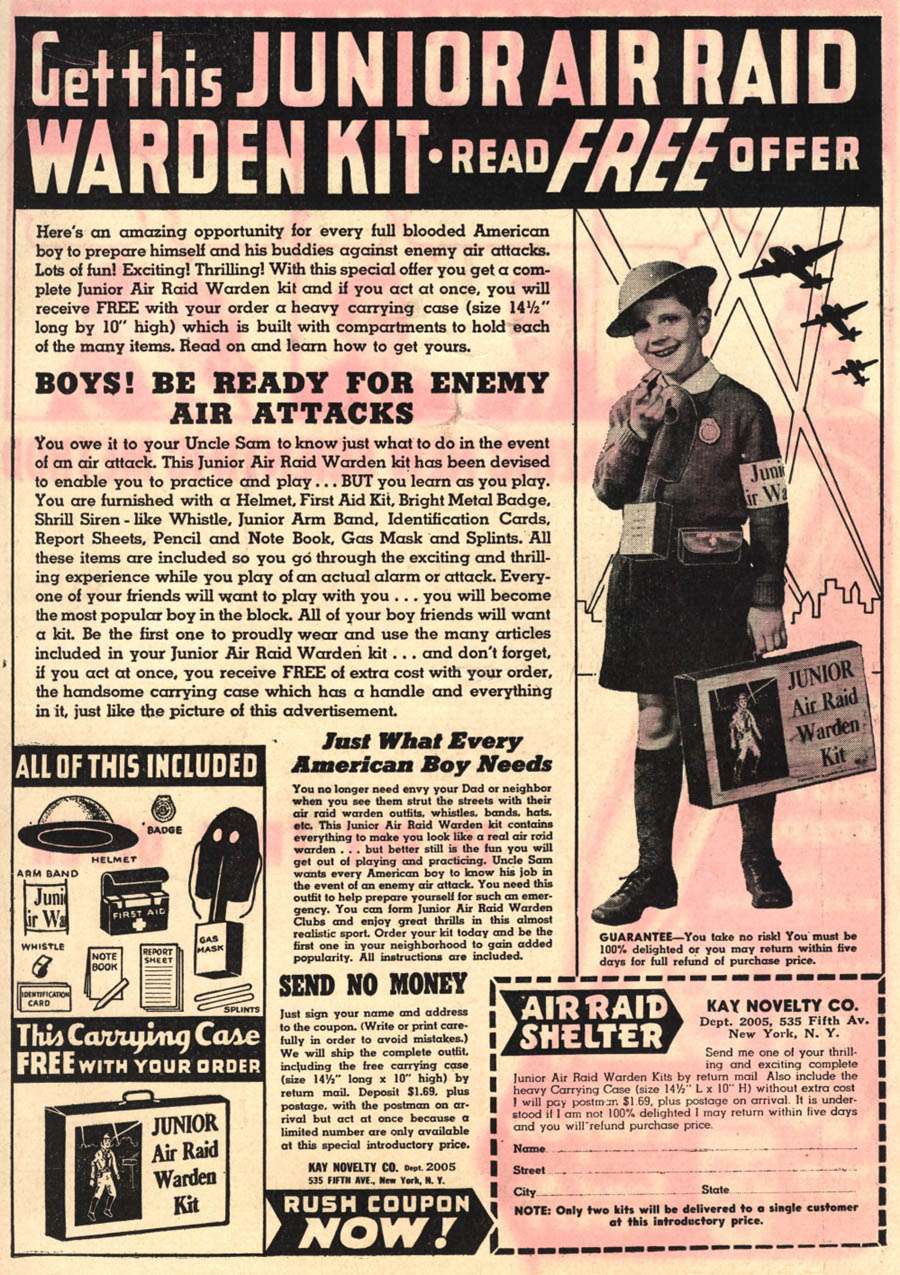 Get this JUNIOR AIR RAID
WARDEN KIT • READ FREE OFFER
Here's an amazing opportunity for every full blooded American
boy to prepare himself and his buddies against enemy air attacks.
Lots of fun! Exciting! Thrilling! With this special offer you get a com-
plete Junior Air Raid Warden kit and if you act at once, you will
receive FREE with your order a heavy carrying case (size 14½"
long by 10" high) which is built with compartments to hold each
of the many items. Read on and learn how to get yours.
BOYS! BE READY FOR ENEMY
AIR ATTACKS
You owe it to your Uncle Sam to know just what to do in the event
of an air attack. This Junior Air Raid Warden kit has been devised
to enable you to practice and play . . . BUT you learn as you play.
You are furnished with a Helmet, First Aid Kit, Bright Metal Badge,
Shrill Siren - like Whistle, Junior Arm Band, Identification Cards,
Report Sheets, Pencil and Note Book, Gas Mask and Splints. All
these items are included so you go through the exciting and thrill-
ing experience while you play of an actual alarm or attack. Every-
one of your friends will want to play with you . . . you will become
the most popular boy in the block. All of your boy friends will want
a kit. Be the first one to proudly wear and use the many articles
included in your Junior Air Raid Warden kit . . . and don't forget,
if you act at once, you receive FREE of extra cost with your order,
the handsome carrying case which has a handle and everything
in it, just like the picture of this advertisement.
Juni
ir Wa
JUNIOR
Air Raid
Warden
Kit
ALL OF THIS INCLUDED
HELMET
BADGE
ARM BAND
Juni
ir Wa
FIRST AID
GAS
MASK
WHISTLE
NOTE
BOOK
REPORT
SHEET
IDENTIFICATION
CARD
SPLINTS
This Carrying Case
FREE WITH YOUR ORDER
JUNIOR
Air Raid
Warden
Kit
Just What Every
American Boy Needs
You no longer need envy your Dad or neighbor
when you see them strut the streets with their
air raid warden outfits, whistles, bands, hats,
etc. This Junior Air Raid Warden kit contains
everything to make you look like a real air raid
warden . . . but better still is the fun you will
get out of playing and practicing. Uncle Sam
wants every American boy to know his job in
the event of an enemy air attack. You need this
outfit to help prepare yourself for such an emer-
gency. You can form Junior Air Raid Warden
Clubs and enjoy great thrills in this almost
realistic sport. Order your kit today and be the
first one in your neighborhood to gain added
popularity. All instructions are included.
SEND NO MONEY
Just sign your name and address
to the coupon. (Write or print care-
fully in order to avoid mistakes.)
We will ship the complete outfit,
including the free carrying case
(size 14½" long x 10" high) by
return mail. Deposit $1.69, plus
postage, with the postman on ar-
rival but act at once because a
limited number are only available
at this special introductory price.
KAY NOVELTY CO. Dept. 2005
535 FIFTH AVE., New York, N. Y.
RUSH COUPON
NOW!
GUARANTEE—You take no risk! You must be
100% delighted or you may return within five
days for full refund of purchase price.
AIR RAID
SHELTER
KAY NOVELTY CO.
Dept. 2005, 535 Fifth Av.
New York, N. Y.
Send me one of your thrill-
ing and exciting complete
Junior Air Raid Warden Kits by return mail Also include the
heavy Carrying Case (size 14½" L x 10" H) without extra cost
I will pay postman $1.69, plus postage on arrival. It is under-
stood if I am not 100% delighted I may return within five days
and you will refund purchase price.
Name
Street
City State
NOTE: Only two kits will be delivered to a single customer
at this introductory price.